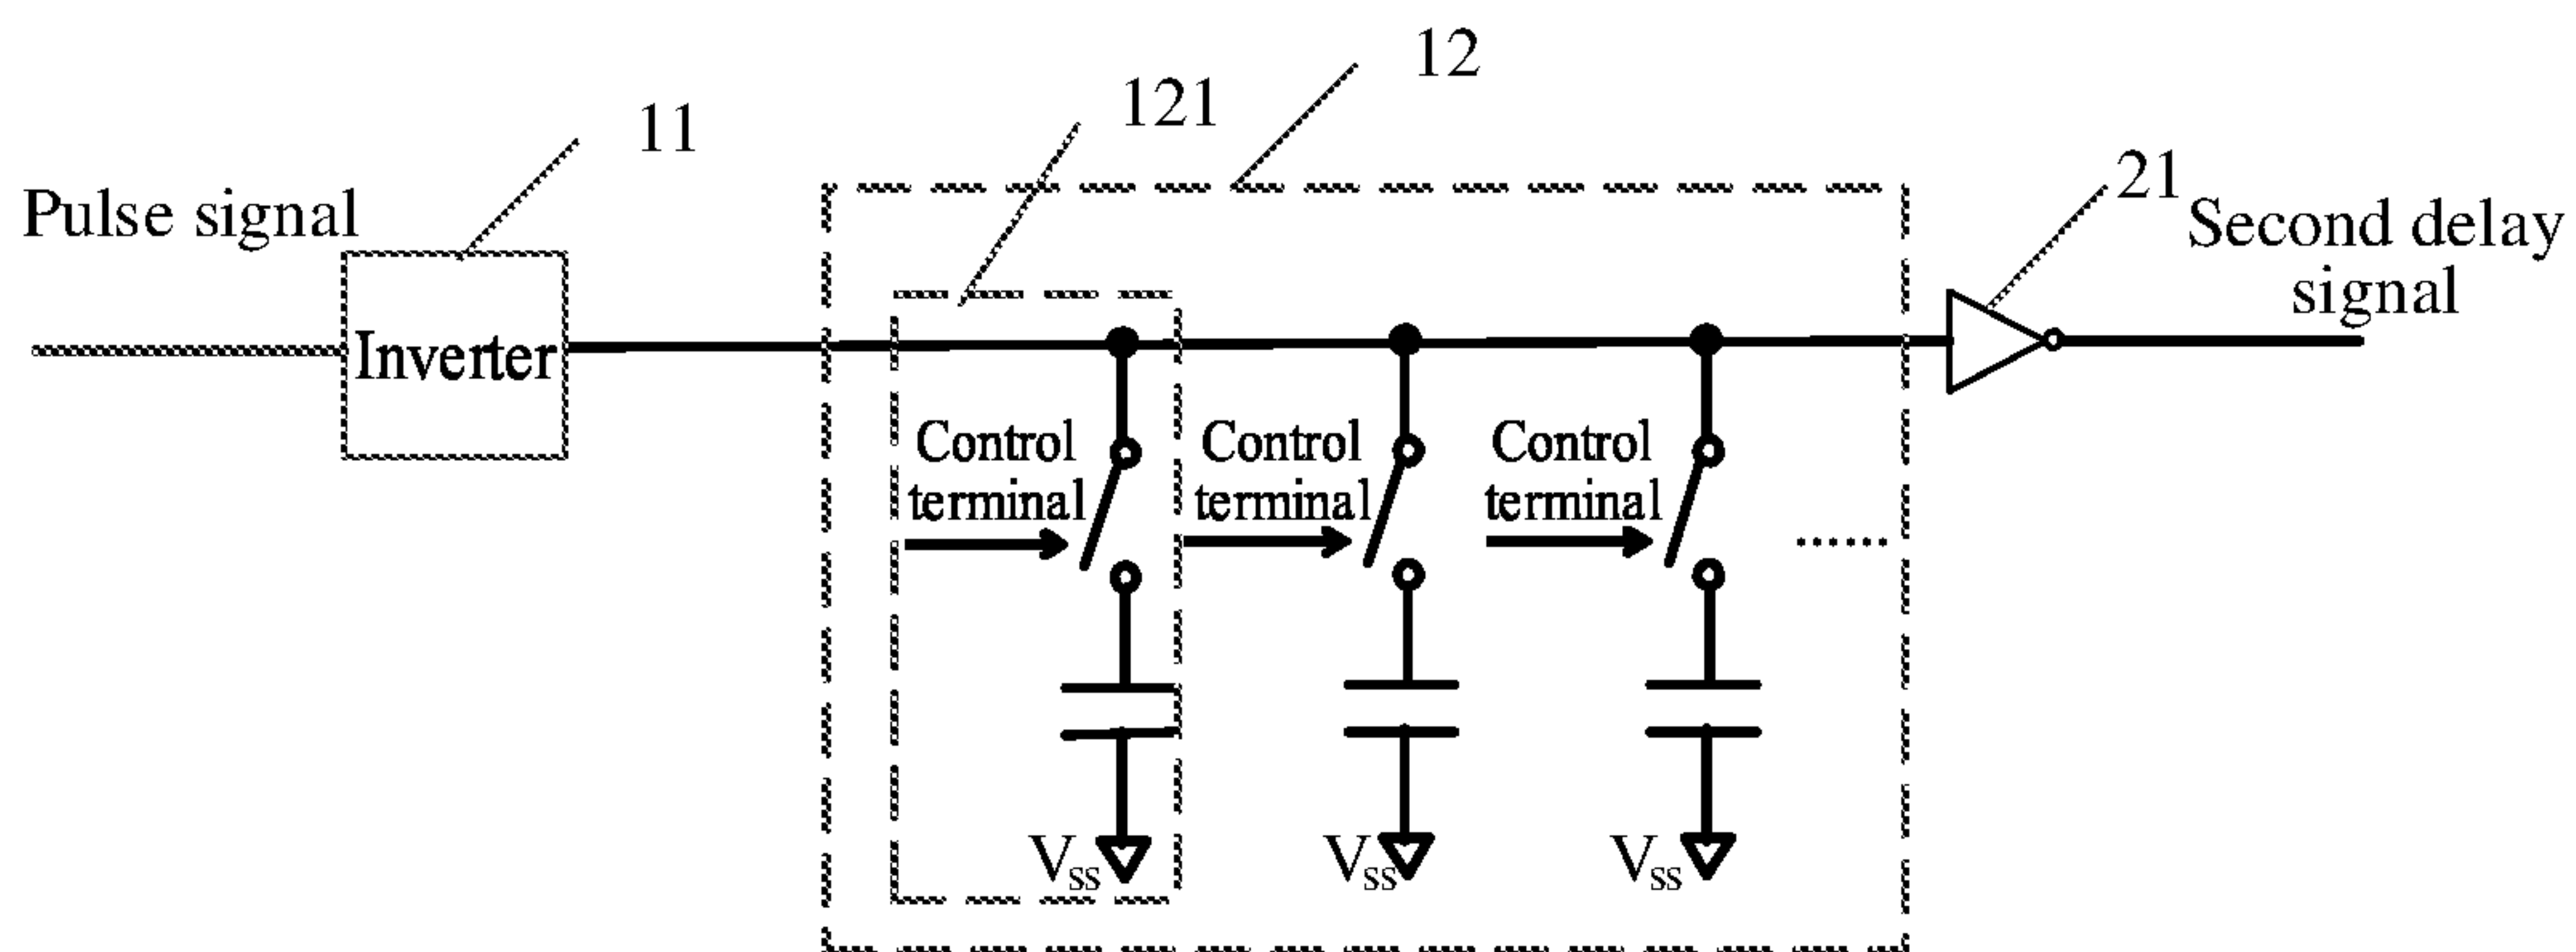 12
121
11
21
Pulse signal
Second delay
signal
Inverter
Control
terminal
Control
terminal
Control
terminal
......
Vss
Vss
Vss